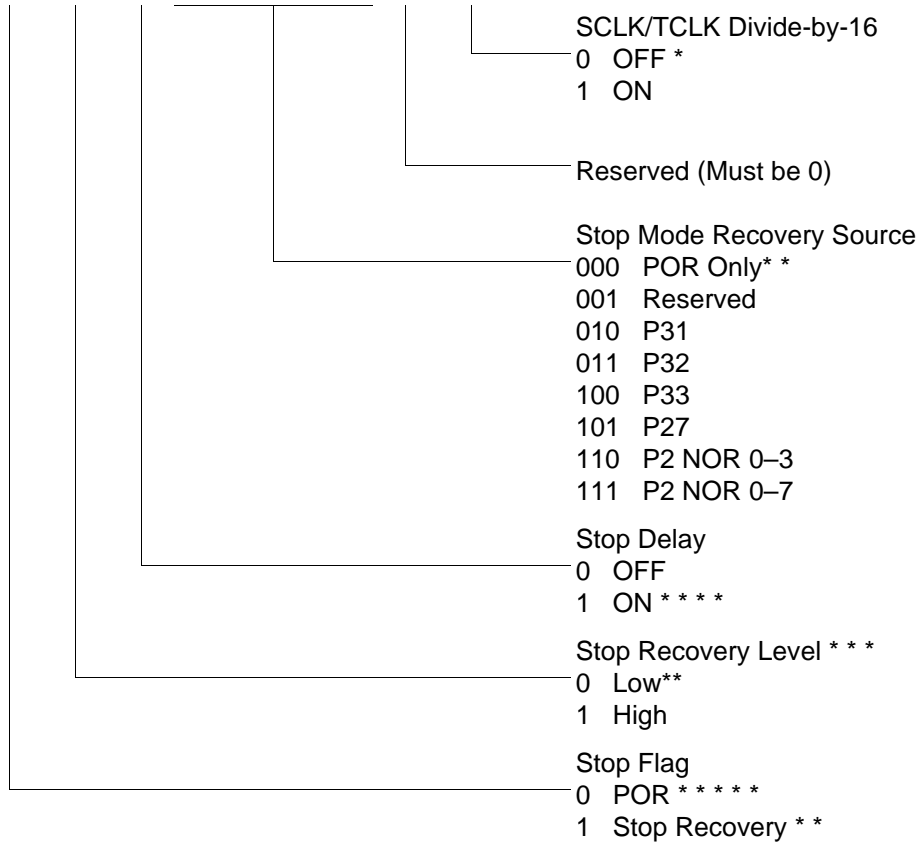 SCLK/TCLK Divide-by-16
0 OFF *
1 ON
Reserved (Must be 0)
Stop Mode Recovery Source
000 POR Only* *
001 Reserved
010 P31
011 P32
100 P33
101 P27
110 P2 NOR 0–3
111 P2 NOR 0–7
Stop Delay
0 OFF
1 ON * * * *
Stop Recovery Level * * *
0 Low**
1 High
Stop Flag
0 POR * * * * *
1 Stop Recovery * *